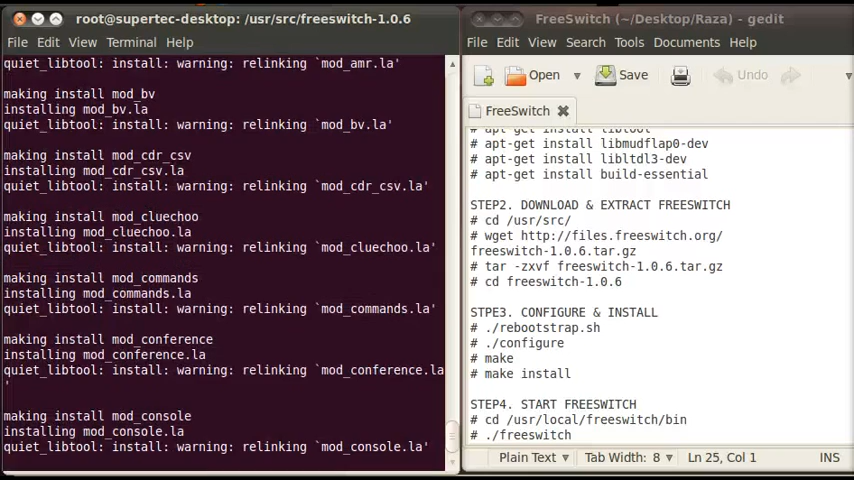 root@supertec-desktop: /usr/src/freeswitch-1.0.6
File Edit View Terminal Help
quiet_libtool: install: warning: relinking `mod_amr.la'
making install mod_bv
installing mod_bv.la
quiet_libtool: install: warning: relinking `mod_bv.la'
making install mod_cdr_csv
installing mod_cdr_csv.la
quiet_libtool: install: warning: relinking `mod_cdr_csv.la'
making install mod_cluechoo
installing mod_cluechoo.la
quiet_libtool: install: warning: relinking `mod_cluechoo.la'
making install mod_commands
installing mod_commands.la
quiet_libtool: install: warning: relinking `mod_commands.la'
making install mod_conference
installing mod_conference.la
quiet_libtool: install: warning: relinking `mod_conference.la
'
making install mod_console
installing mod_console.la
quiet_libtool: install: warning: relinking `mod_console.la'
FreeSwitch (~/Desktop/Raza) - gedit
File Edit View Search Tools Documents Help
Open Save Undo
FreeSwitch
# apt-get install libtool
# apt-get install libmudflap0-dev
# apt-get install libltdl3-dev
# apt-get install build-essential
STEP2. DOWNLOAD & EXTRACT FREESWITCH
# cd /usr/src/
# wget http://files.freeswitch.org/
freeswitch-1.0.6.tar.gz
# tar -zxvf freeswitch-1.0.6.tar.gz
# cd freeswitch-1.0.6
STPE3. CONFIGURE & INSTALL
# ./rebootstrap.sh
# ./configure
# make
# make install
STEP4. START FREESWITCH
# cd /usr/local/freeswitch/bin
# ./freeswitch
Plain Text Tab Width: 8 Ln 25, Col 1 INS